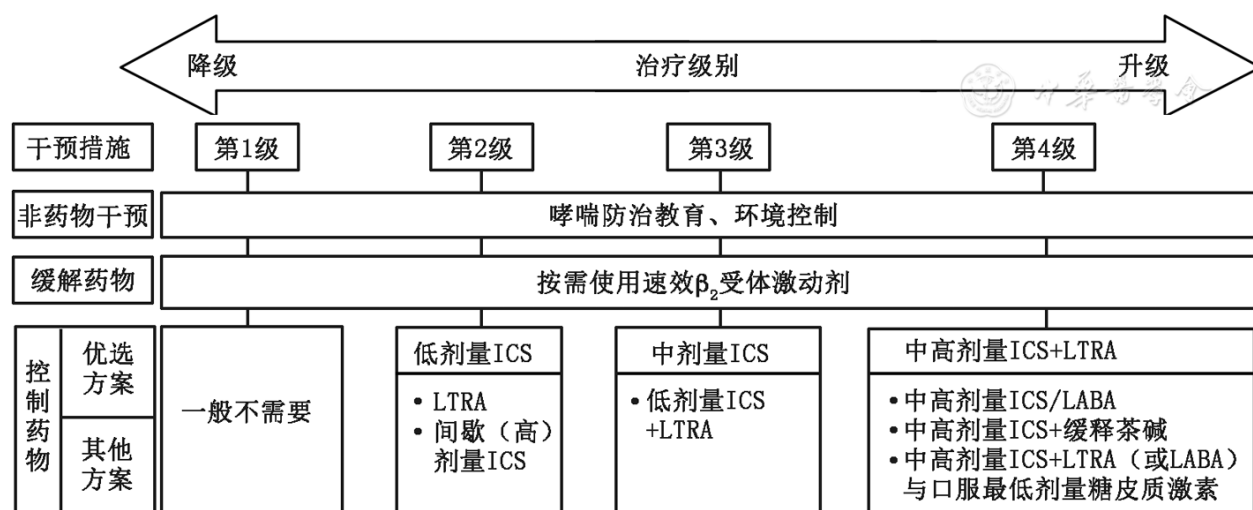 降级 治疗级别 升级
中华医学会
干预措施 第1级 第2级 第3级 第4级
非药物干预 哮喘防治教育、环境控制
缓解药物 按需使用速效β₂受体激动剂
控制药物
优选方案
其他方案
一般不需要
低剂量ICS
• LTRA
• 间歇（高）
剂量ICS
中剂量ICS
• 低剂量ICS
+LTRA
中高剂量ICS+LTRA
• 中高剂量ICS/LABA
• 中高剂量ICS+缓释茶碱
• 中高剂量ICS+LTRA（或LABA）
与口服最低剂量糖皮质激素